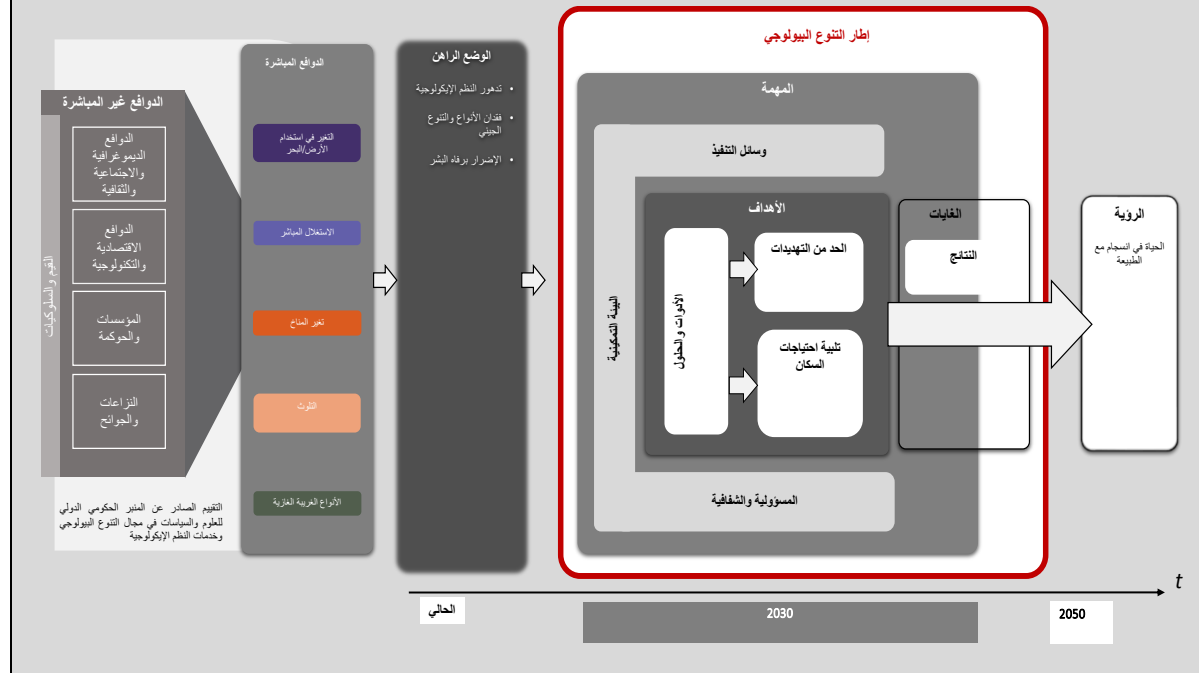 إطار التنوع البيولوجي
الدوافع غير المباشرة
القيم والسلوكيات
الدوافع
الديموغرافية
والاجتماعية
والثقافية
الدوافع
الاقتصادية
والتكنولوجية
المؤسسات
والحوكمة
النزاعات
والجوائح
التقييم الصادر عن المنبر الحكومي الدولي
للعلوم والسياسات في مجال التنوع البيولوجي
وخدمات النظم الإيكولوجية
الدوافع المباشرة
التغير في استخدام
الأرض/البحر
الاستغلال المباشر
تغير المناخ
التلوث
الأنواع الغريبة الغازية
الوضع الراهن
• تدهور النظم الإيكولوجية
• فقدان الأنواع والتنوع
الجيني
• الإضرار برفاه البشر
المهمة
وسائل التنفيذ
البيئة التمكينية
المسؤولية والشفافية
الأهداف
الأدوات والحلول
الحد من التهديدات
تلبية احتياجات
السكان
الغايات
النتائج
الرؤية
الحياة في انسجام مع
الطبيعة
t
الحالي
2030
2050